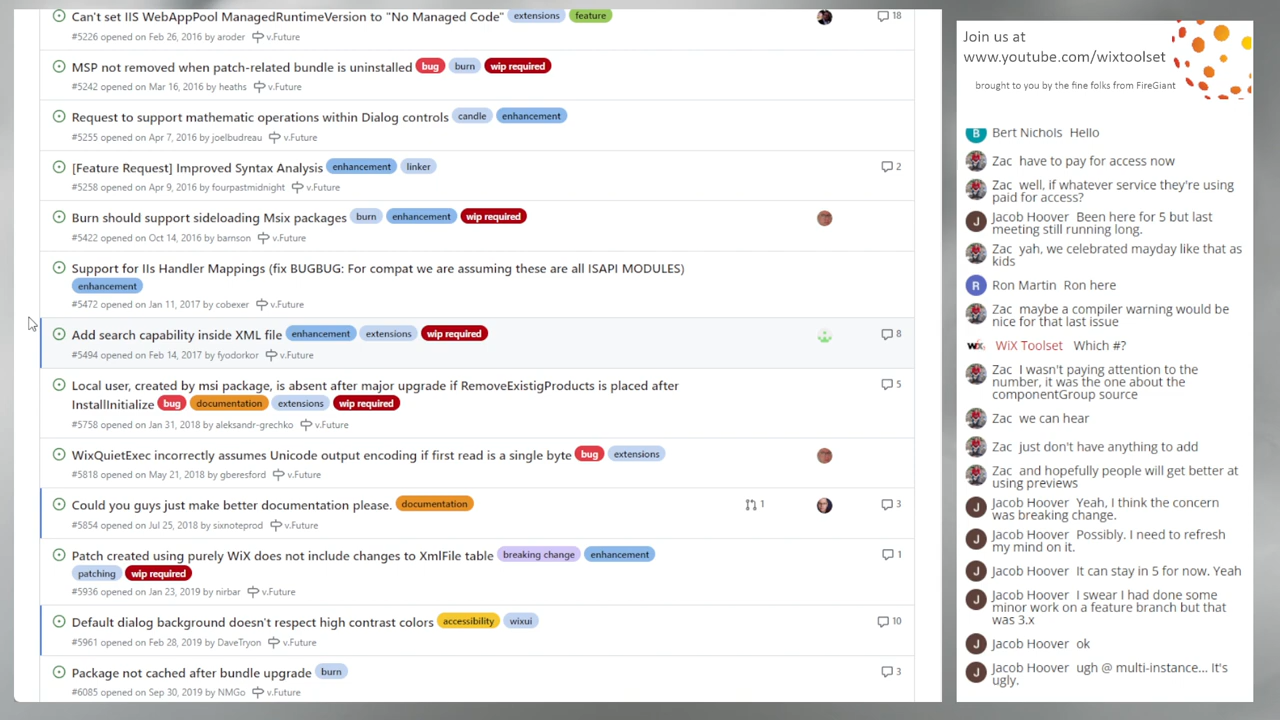 Can't set IIS WebAppPool ManagedRuntimeVersion to "No Managed Code" extensions feature 18
#5226 opened on Feb 26, 2016 by aroder v.Future
MSP not removed when patch-related bundle is uninstalled bug burn wip required
#5242 opened on Mar 16, 2016 by heaths v.Future
Request to support mathematic operations within Dialog controls candle enhancement
#5255 opened on Apr 7, 2016 by joelbudreau v.Future
[Feature Request] Improved Syntax Analysis enhancement linker 2
#5258 opened on Apr 9, 2016 by fourpastmidnight v.Future
Burn should support sideloading Msix packages burn enhancement wip required
#5422 opened on Oct 14, 2016 by barnson v.Future
Support for IIs Handler Mappings (fix BUGBUG: For compat we are assuming these are all ISAPI MODULES)
enhancement
#5472 opened on Jan 11, 2017 by cobexer v.Future
Add search capability inside XML file enhancement extensions wip required 8
#5494 opened on Feb 14, 2017 by fyodorkor v.Future
Local user, created by msi package, is absent after major upgrade if RemoveExistigProducts is placed after 5
InstallInitialize bug documentation extensions wip required
#5758 opened on Jan 31, 2018 by aleksandr-grechko v.Future
WixQuietExec incorrectly assumes Unicode output encoding if first read is a single byte bug extensions
#5818 opened on May 21, 2018 by gberesford v.Future
Could you guys just make better documentation please. documentation 1 3
#5854 opened on Jul 25, 2018 by sixnoteprod v.Future
Patch created using purely WiX does not include changes to XmlFile table breaking change enhancement 1
patching wip required
#5936 opened on Jan 23, 2019 by nirbar v.Future
Default dialog background doesn't respect high contrast colors accessibility wixui 10
#5961 opened on Feb 28, 2019 by DaveTryon v.Future
Package not cached after bundle upgrade burn 3
#6085 opened on Sep 30, 2019 by NMGo v.Future
Join us at
www.youtube.com/wixtoolset
brought to you by the fine folks from FireGiant
B Bert Nichols Hello
Zac have to pay for access now
Zac well, if whatever service they're using
paid for access?
J Jacob Hoover Been here for 5 but last
meeting still running long.
Zac yah, we celebrated mayday like that as
kids
R Ron Martin Ron here
Zac maybe a compiler warning would be
nice for that last issue
WiX WiX Toolset Which #?
Zac I wasn't paying attention to the
number, it was the one about the
componentGroup source
Zac we can hear
Zac just don't have anything to add
Zac and hopefully people will get better at
using previews
J Jacob Hoover Yeah, I think the concern
was breaking change.
J Jacob Hoover Possibly. I need to refresh
my mind on it.
J Jacob Hoover It can stay in 5 for now. Yeah
J Jacob Hoover I swear I had done some
minor work on a feature branch but that
was 3.x
J Jacob Hoover ok
J Jacob Hoover ugh @ multi-instance... It's
ugly.